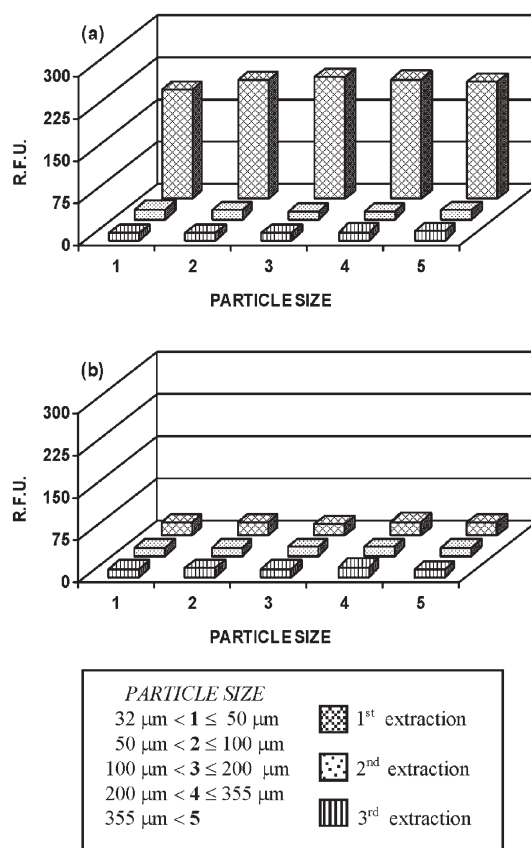 (a)
300
225
150
75
0
R.F.U.
1 2 3 4 5
PARTICLE SIZE
(b)
300
225
150
75
0
R.F.U.
1 2 3 4 5
PARTICLE SIZE
PARTICLE SIZE
32 µm < 1 ≤ 50 µm
50 µm < 2 ≤ 100 µm
100 µm < 3 ≤ 200 µm
200 µm < 4 ≤ 355 µm
355 µm < 5
1st extraction
2nd extraction
3rd extraction